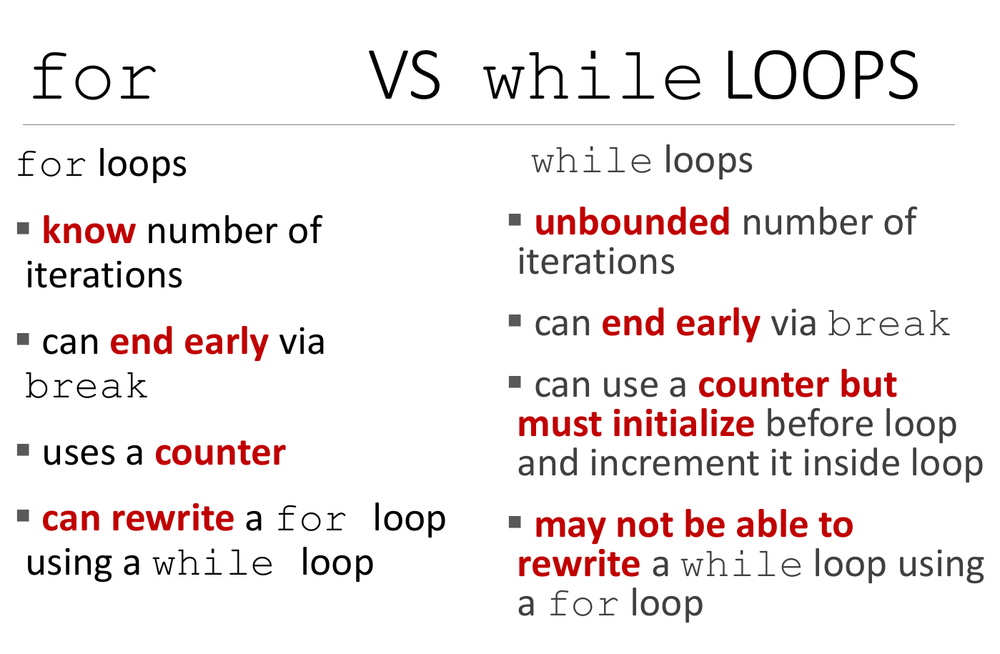 for VS while LOOPS
for loops
▪ know number of
iterations
▪ can end early via
break
▪ uses a counter
▪ can rewrite a for loop
using a while loop
while loops
▪ unbounded number of
iterations
▪ can end early via break
▪ can use a counter but
must initialize before loop
and increment it inside loop
▪ may not be able to
rewrite a while loop using
a for loop